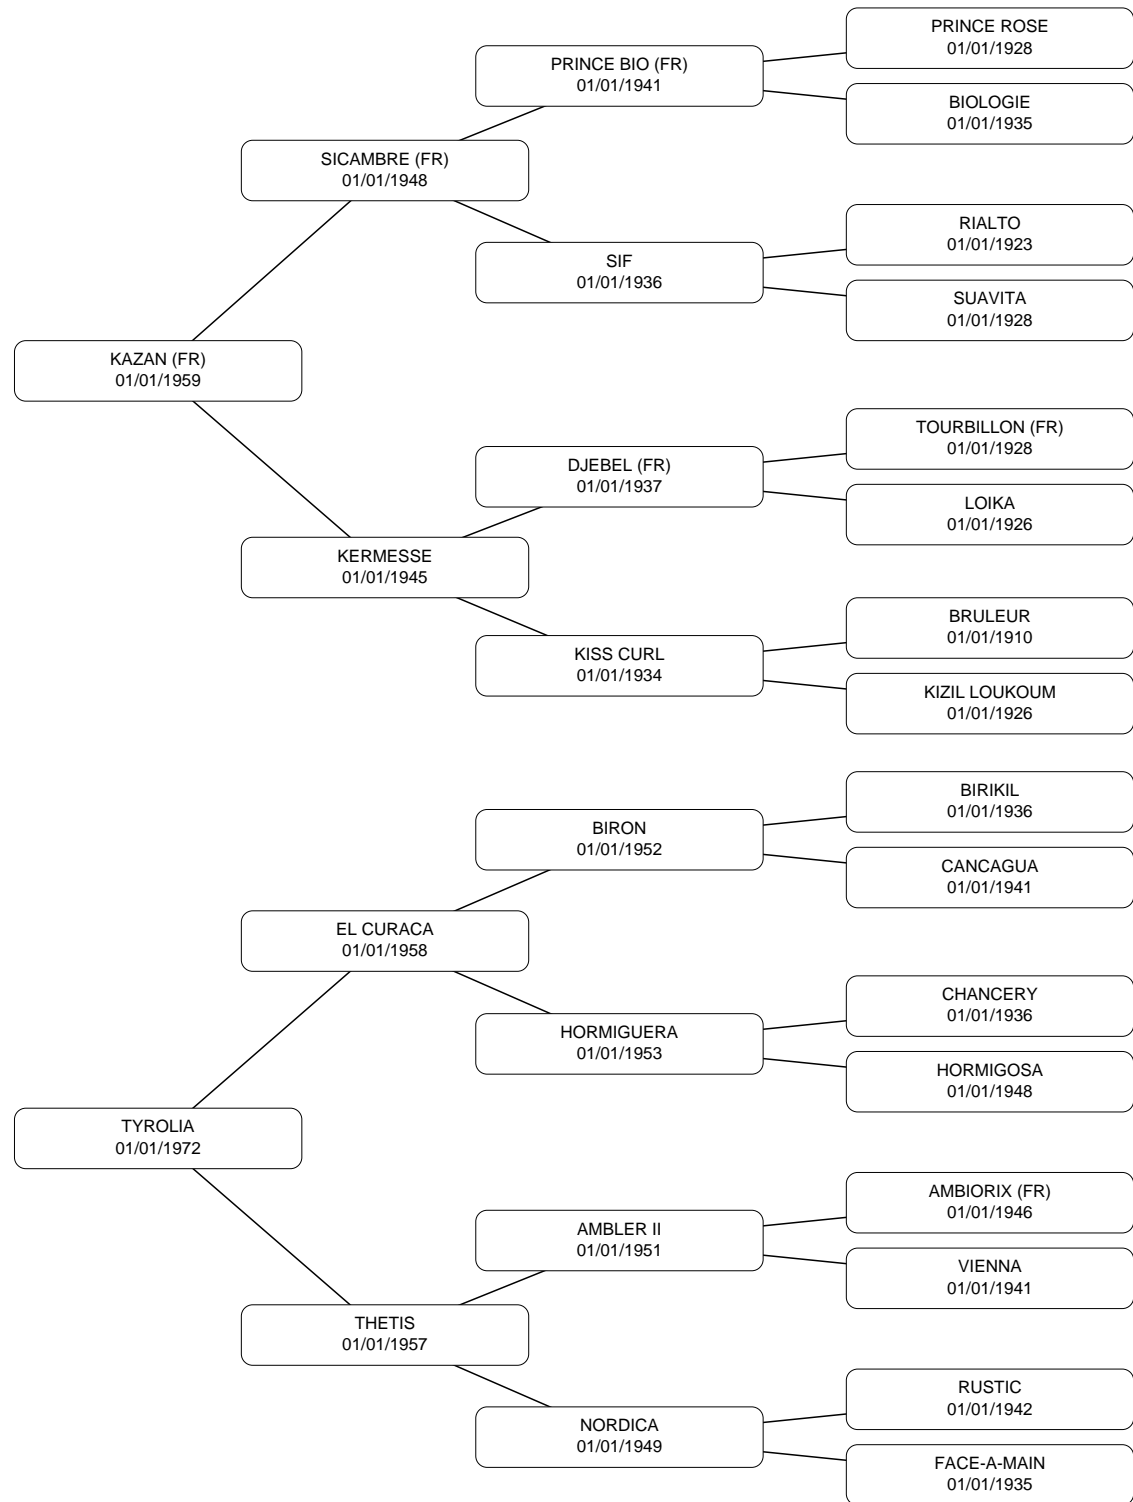 PRINCE ROSE
01/01/1928
PRINCE BIO (FR)
01/01/1941
BIOLOGIE
01/01/1935
SICAMBRE (FR)
01/01/1948
RIALTO
01/01/1923
SIF
01/01/1936
SUAVITA
01/01/1928
KAZAN (FR)
01/01/1959
TOURBILLON (FR)
01/01/1928
DJEBEL (FR)
01/01/1937
LOIKA
01/01/1926
KERMESSE
01/01/1945
BRULEUR
01/01/1910
KISS CURL
01/01/1934
KIZIL LOUKOUM
01/01/1926
BIRIKIL
01/01/1936
BIRON
01/01/1952
CANCAGUA
01/01/1941
EL CURACA
01/01/1958
CHANCERY
01/01/1936
HORMIGUERA
01/01/1953
HORMIGOSA
01/01/1948
TYROLIA
01/01/1972
AMBIORIX (FR)
01/01/1946
AMBLER II
01/01/1951
VIENNA
01/01/1941
THETIS
01/01/1957
RUSTIC
01/01/1942
NORDICA
01/01/1949
FACE-A-MAIN
01/01/1935